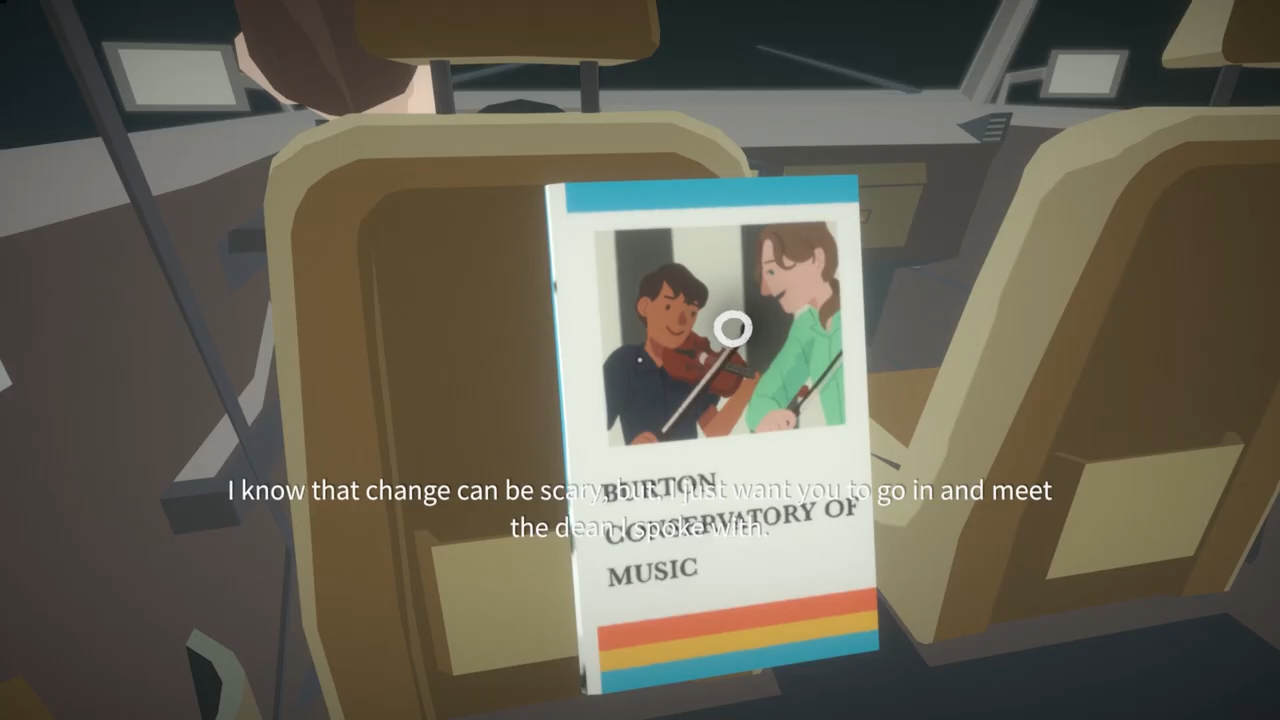 I know that change can be scary, but, I just want you to go in and meet
the dean I spoke with.
BURTON
CONSERVATORY OF
MUSIC